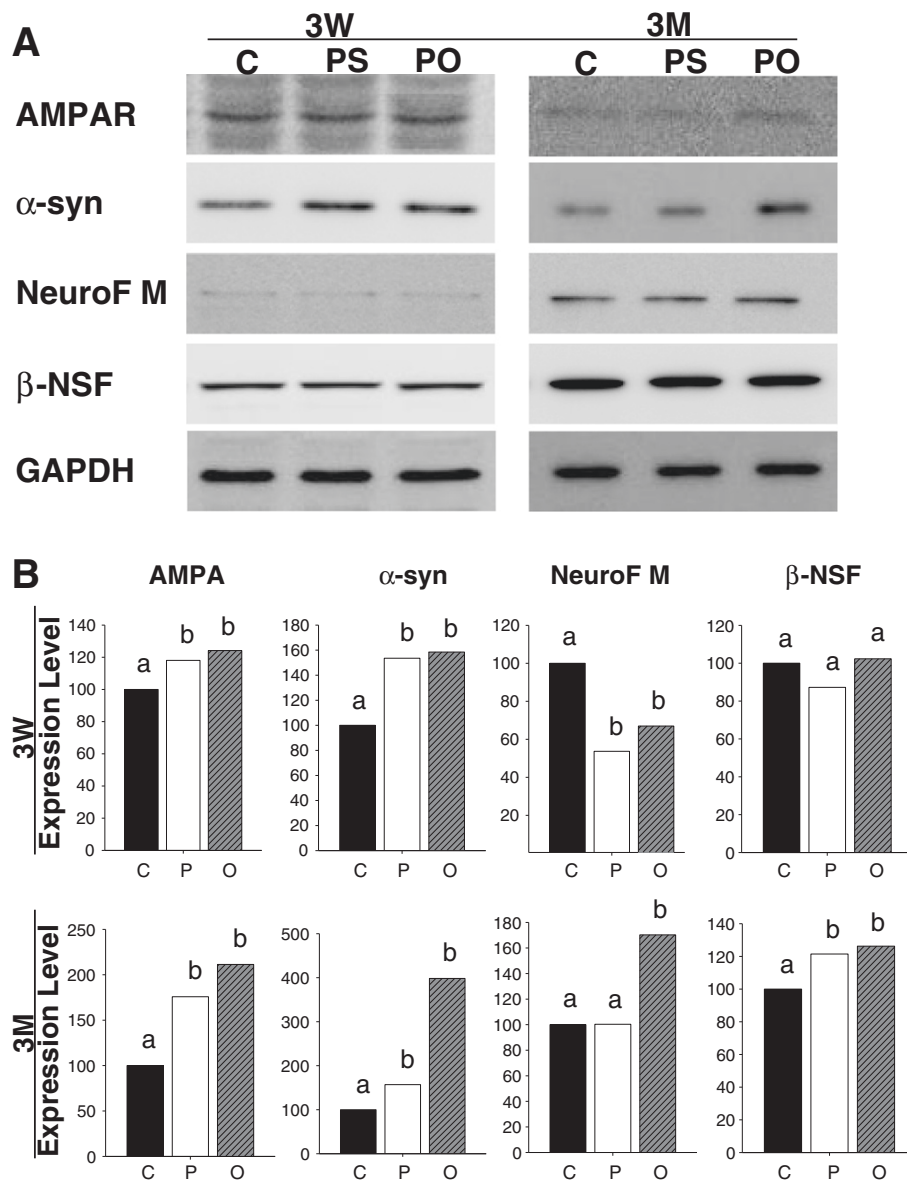 A
3W 3M
C PS PO C PS PO
AMPAR
α-syn
NeuroF M
β-NSF
GAPDH
B
AMPA α-syn NeuroF M β-NSF
3W
Expression Level
140
120
100
80
60
40
20
0
a b b
C P O
180
160
140
120
100
80
60
40
20
0
a b b
C P O
120
100
80
60
40
20
a b b
C P O
120
100
80
60
40
20
0
a a a
C P O
3M
Expression Level
250
200
150
100
50
0
a b b
C P O
500
400
300
200
100
0
a b b
C P O
180
160
140
120
100
80
60
40
20
0
a a b
C P O
140
120
100
80
60
40
20
0
a b b
C P O